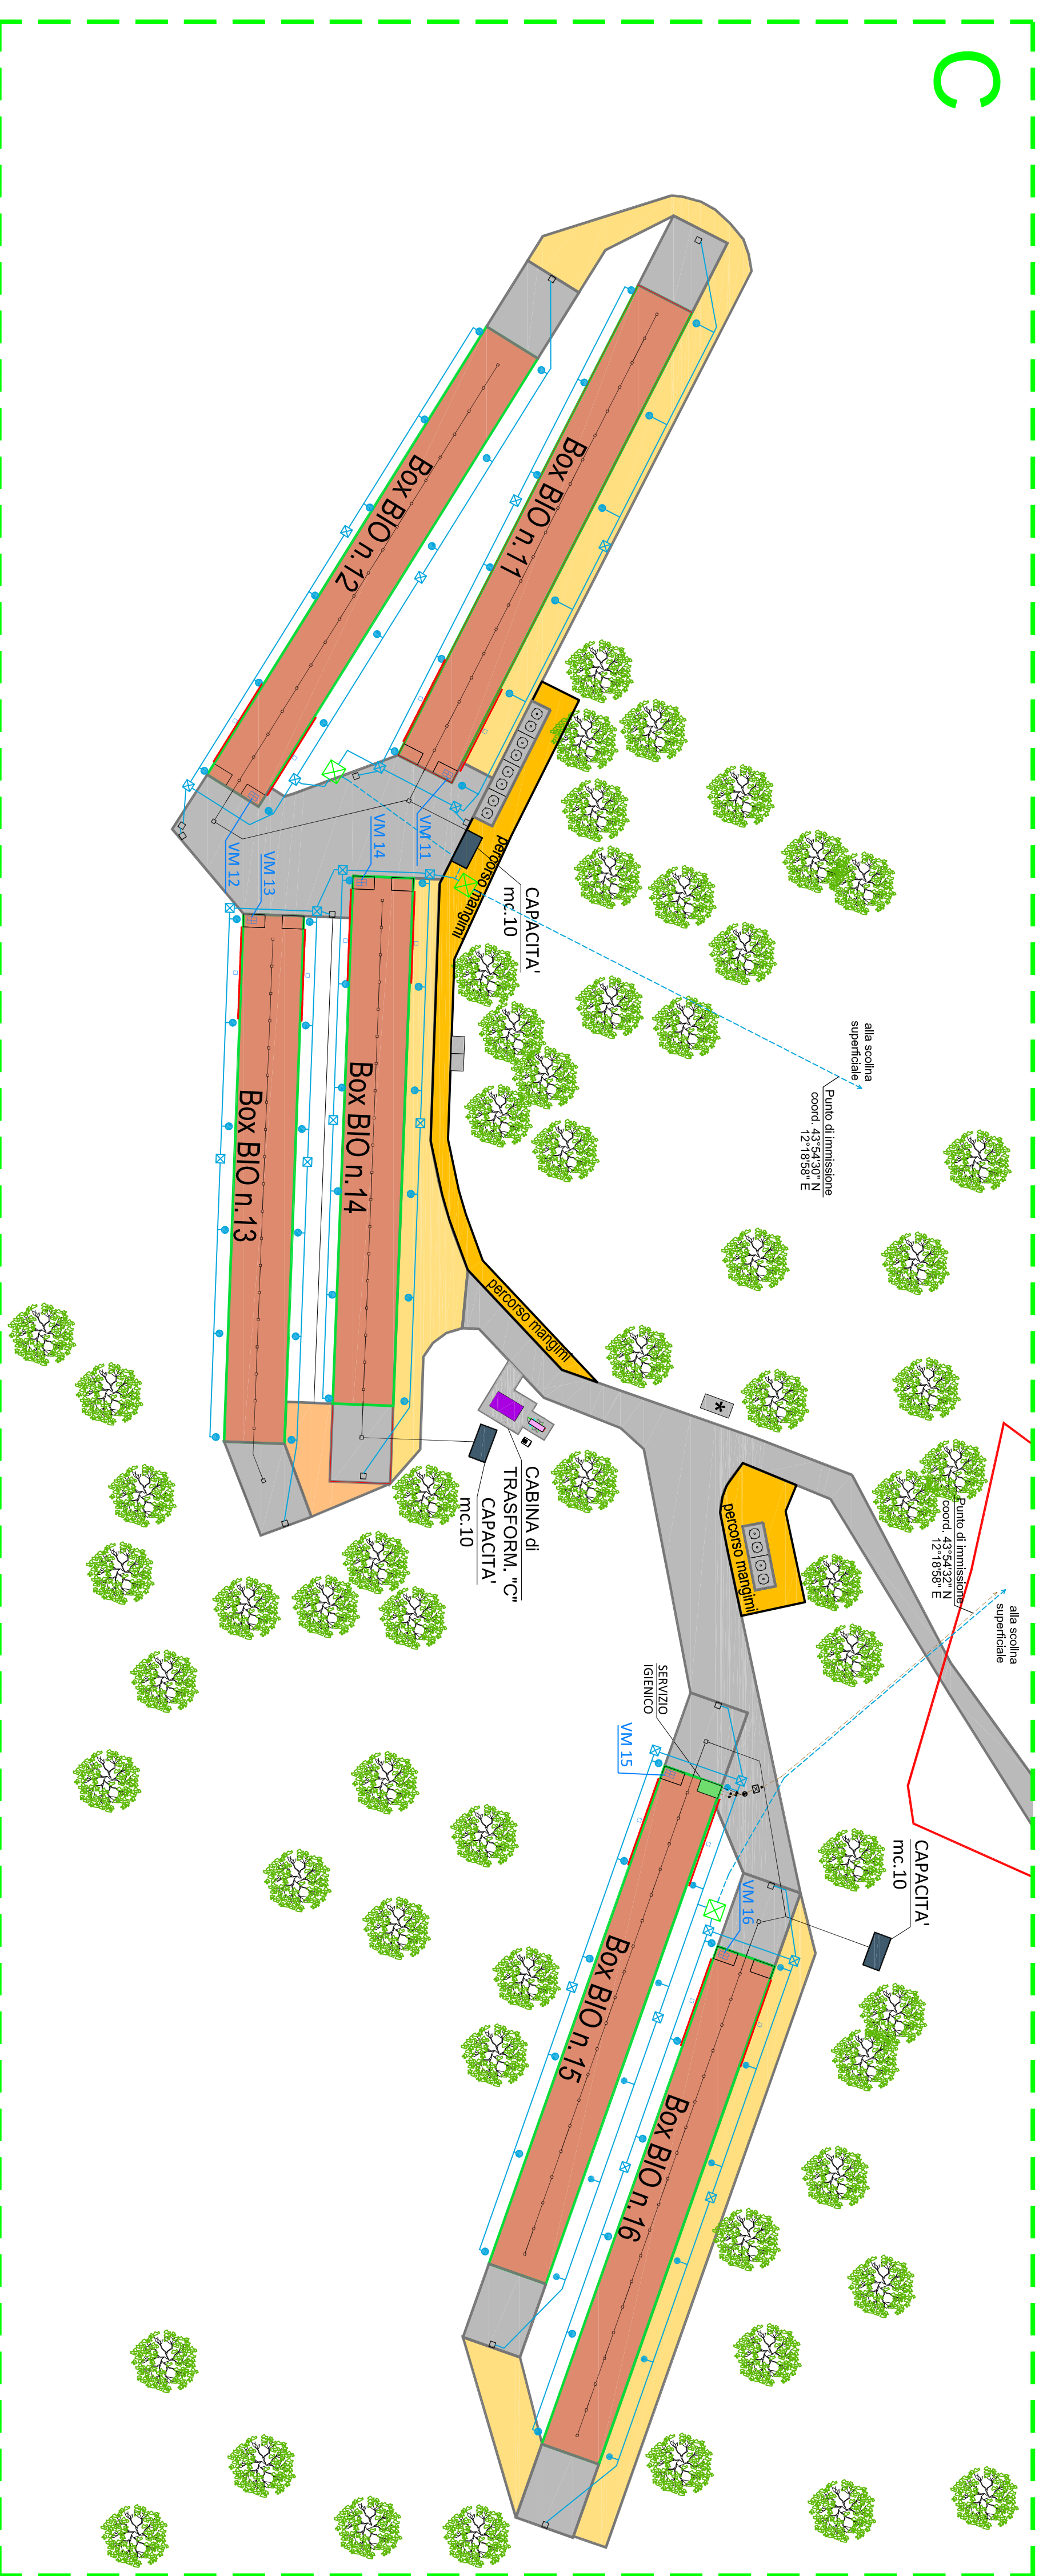 C
Box BIO n.11
Box BIO n.12
VM 11
VM 14
VM 12
VM 13
percorso mangimi
CAPACITA'
mc.10
alla scolina
superficiale
Punto di immissione
coord. 43°54'30" N
12°18'58" E
Box BIO n.14
Box BIO n.13
percorso mangimi
*
CABINA di
TRASFORM. "C"
CAPACITA'
mc.10
percorso mangimi
Punto di immissione
coord. 43°54'32" N
12°18'58" E
alla scolina
superficiale
SERVIZIO
IGIENICO
VM 15
VM 16
CAPACITA'
mc.10
Box BIO n.15
Box BIO n.16